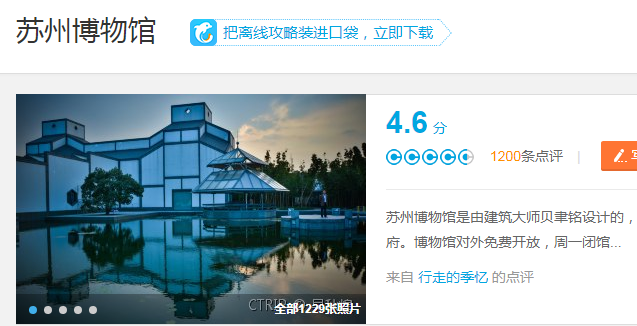 苏州博物馆
把离线攻略装进口袋，立即下载
4.6 分
1200条点评
苏州博物馆是由建筑大师贝聿铭设计的，
府。博物馆对外免费开放，周一闭馆...
来自 行走的季忆 的点评
CTRIP @
全部1229张照片